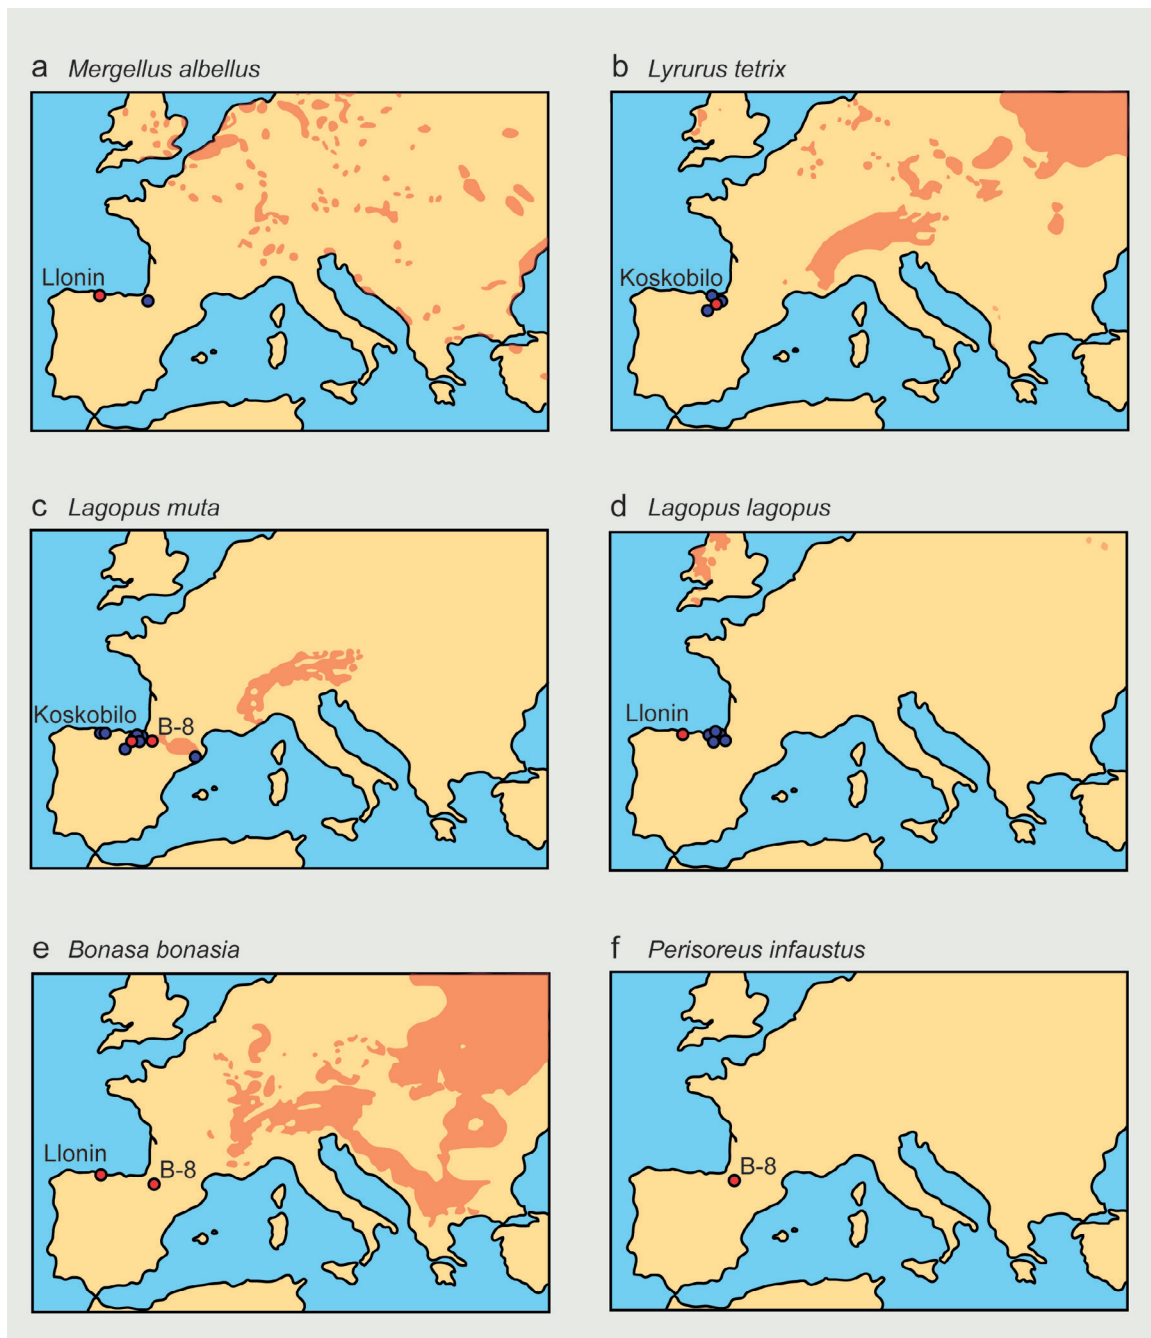 a Mergellus albellus
Llonin
b Lyrurus tetrix
Koskobilo
c Lagopus muta
Koskobilo B-8
d Lagopus lagopus
Llonin
e Bonasa bonasia
Llonin
B-8
f Perisoreus infaustus
B-8